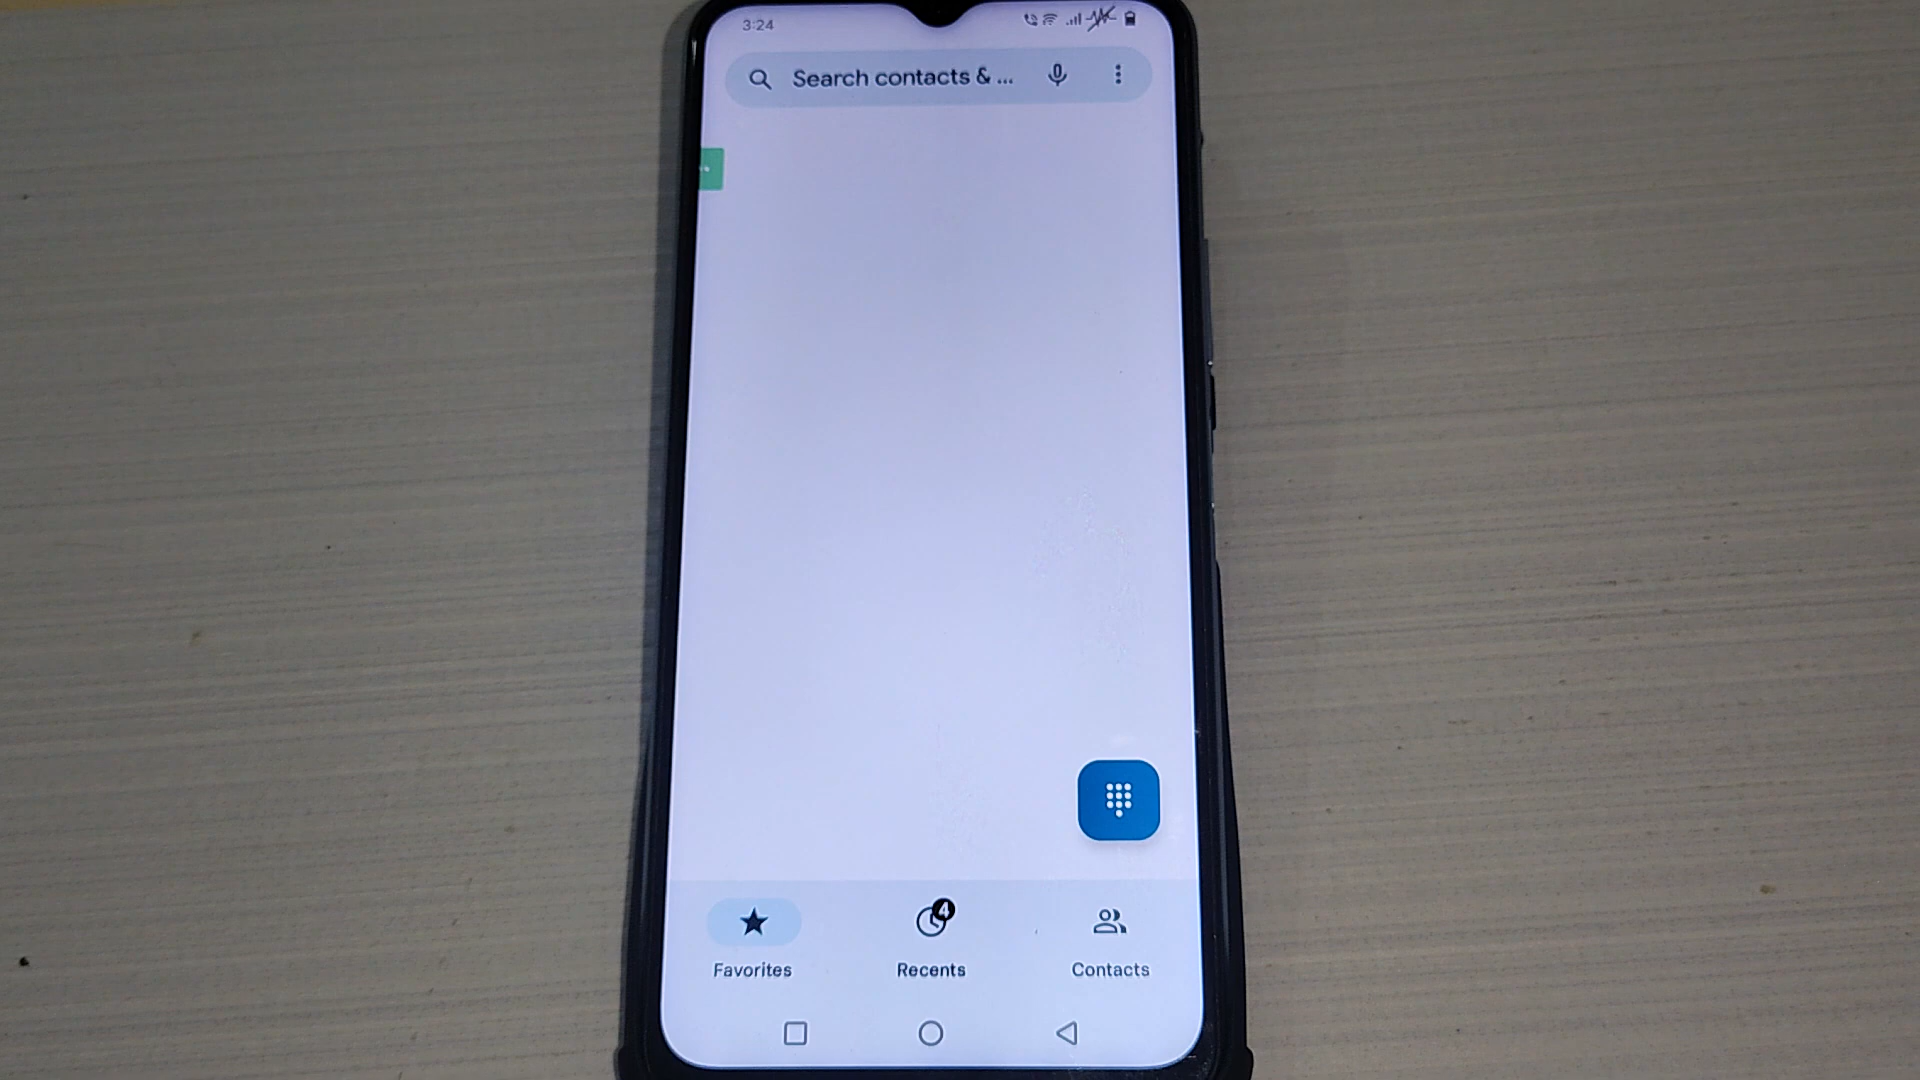 3:24
Search contacts & ...
4
Favorites
Recents
Contacts